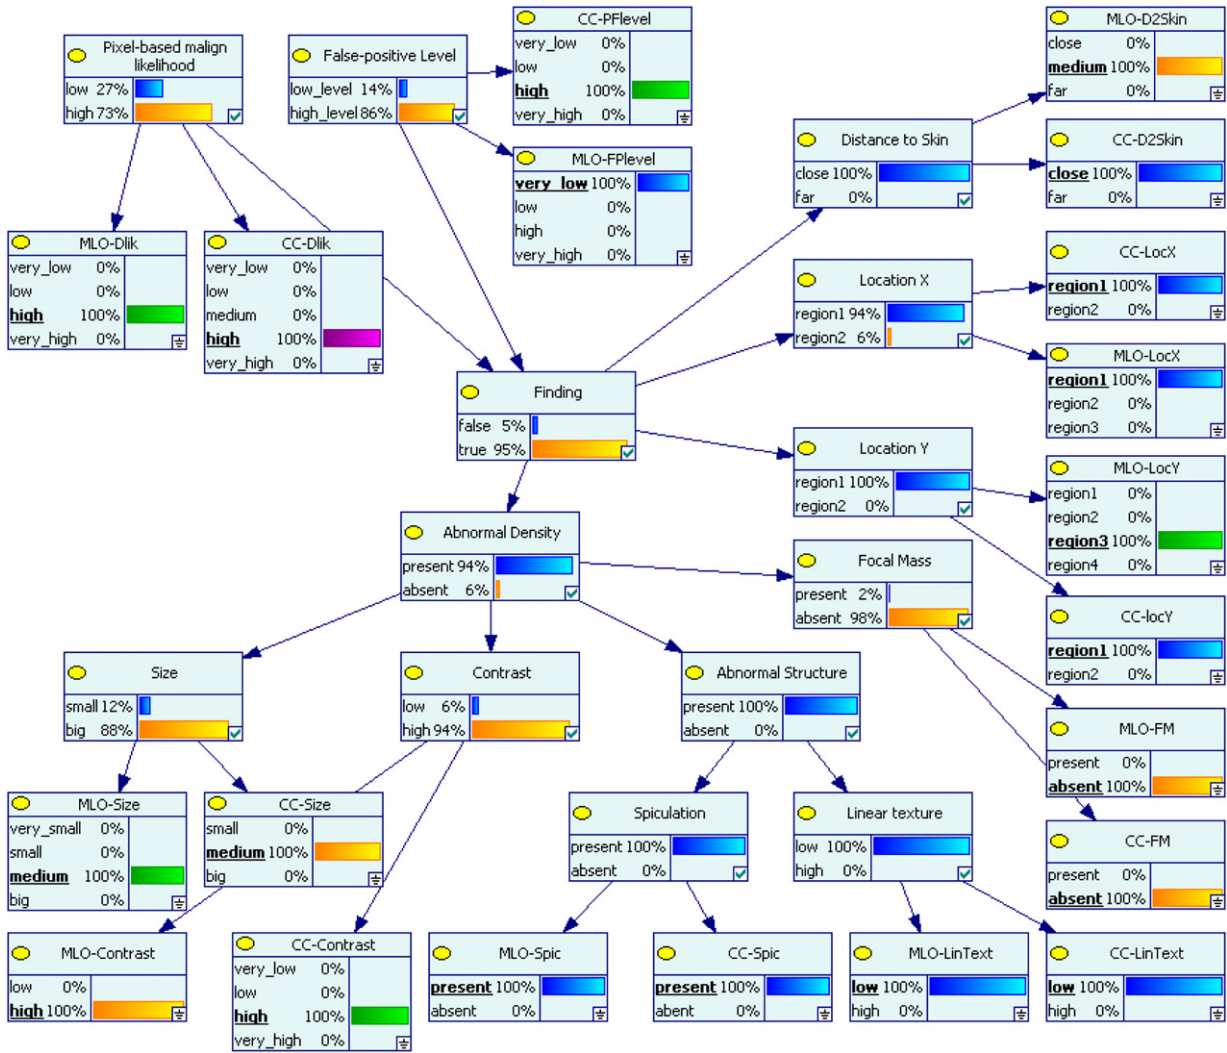 Pixel-based malign
likelihood
low 27%
high 73%
False-positive Level
low_level 14%
high_level 86%
CC-PFlevel
very_low 0%
low 0%
high 100%
very_high 0%
MLO-FPlevel
very_low 100%
low 0%
high 0%
very_high 0%
MLO-D2Skin
close 0%
medium 100%
far 0%
Distance to Skin
close 100%
far 0%
CC-D2Skin
close 100%
far 0%
MLO-Dlik
very_low 0%
low 0%
high 100%
very_high 0%
CC-Dlik
very_low 0%
low 0%
medium 0%
high 100%
very_high 0%
Location X
region1 94%
region2 6%
CC-LocX
region1 100%
region2 0%
MLO-LocX
region1 100%
region2 0%
region3 0%
Finding
false 5%
true 95%
Location Y
region1 100%
region2 0%
MLO-LocY
region1 0%
region2 0%
region3 100%
region4 0%
Abnormal Density
present 94%
absent 6%
Focal Mass
present 2%
absent 98%
CC-locY
region1 100%
region2 0%
Size
small 12%
big 88%
Contrast
low 6%
high 94%
Abnormal Structure
present 100%
absent 0%
MLO-FM
present 0%
absent 100%
MLO-Size
very_small 0%
small 0%
medium 100%
big 0%
CC-Size
small 0%
medium 100%
big 0%
Spiculation
present 100%
absent 0%
Linear texture
low 100%
high 0%
CC-FM
present 0%
absent 100%
MLO-Contrast
low 0%
high 100%
CC-Contrast
very_low 0%
low 0%
high 100%
very_high 0%
MLO-Spic
present 100%
absent 0%
CC-Spic
present 100%
abent 0%
MLO-LinText
low 100%
high 0%
CC-LinText
low 100%
high 0%